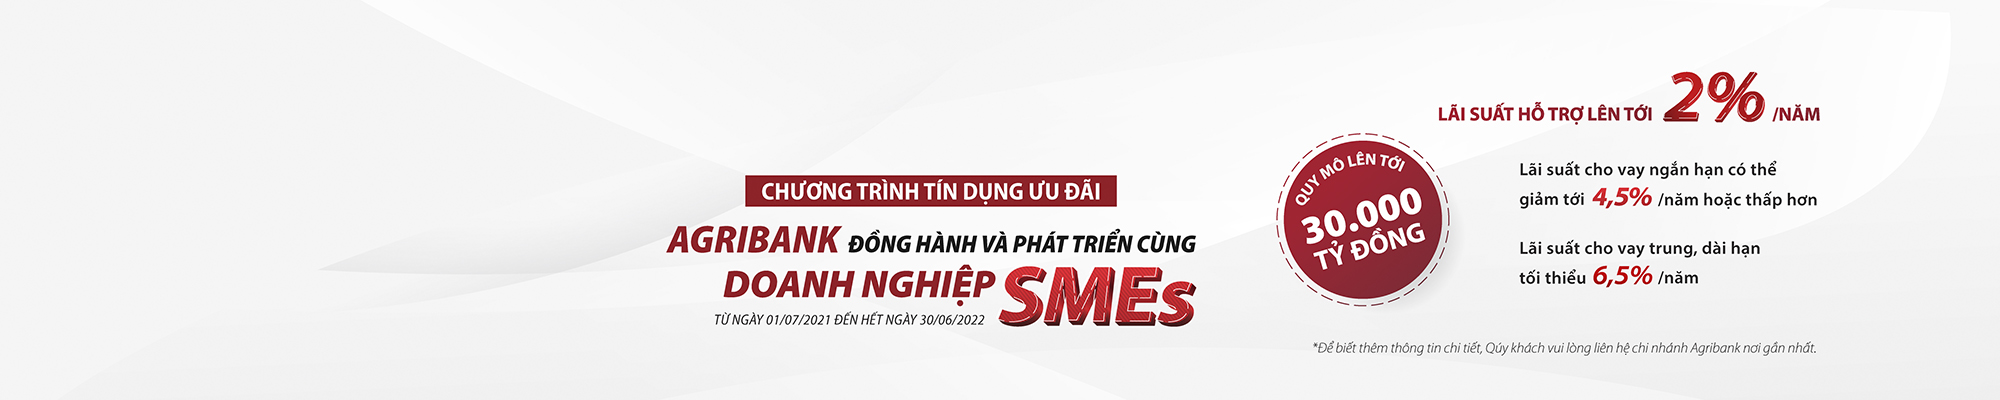 CHƯƠNG TRÌNH TÍN DỤNG ƯU ĐÃI
AGRIBANK ĐỒNG HÀNH VÀ PHÁT TRIỂN CÙNG
DOANH NGHIỆP SMEs
TỪ NGÀY 01/07/2021 ĐẾN HẾT NGÀY 30/06/2022
QUY MÔ LÊN TỚI
30.000
TỶ ĐỒNG
LÃI SUẤT HỖ TRỢ LÊN TỚI 2% /NĂM
Lãi suất cho vay ngắn hạn có thể
giảm tới 4,5% /năm hoặc thấp hơn
Lãi suất cho vay trung, dài hạn
tối thiểu 6,5% /năm
*Để biết thêm thông tin chi tiết, Qúy khách vui lòng liên hệ chi nhánh Agribank nơi gần nhất.